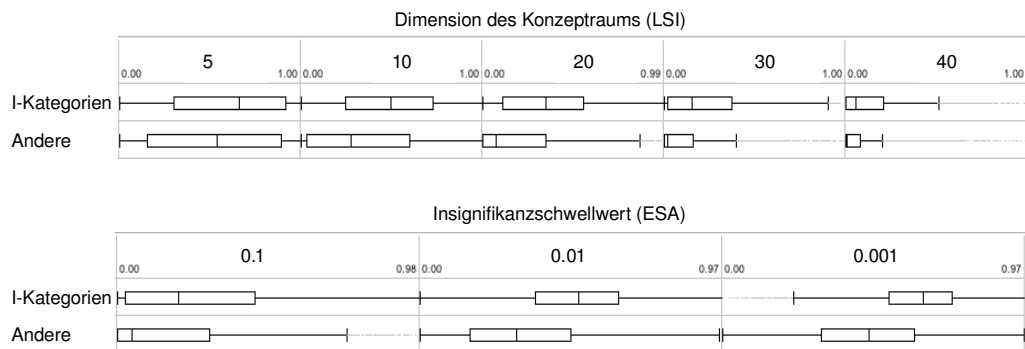 Dimension des Konzeptraums (LSI)
5 10 20 30 40
0.00 1.00 0.00 1.00 0.00 0.99 0.00 1.00 0.00 1.00
I-Kategorien
Andere
Insignifikanzschwellwert (ESA)
0.1 0.01 0.001
0.00 0.98 0.00 0.97 0.00 0.97
I-Kategorien
Andere